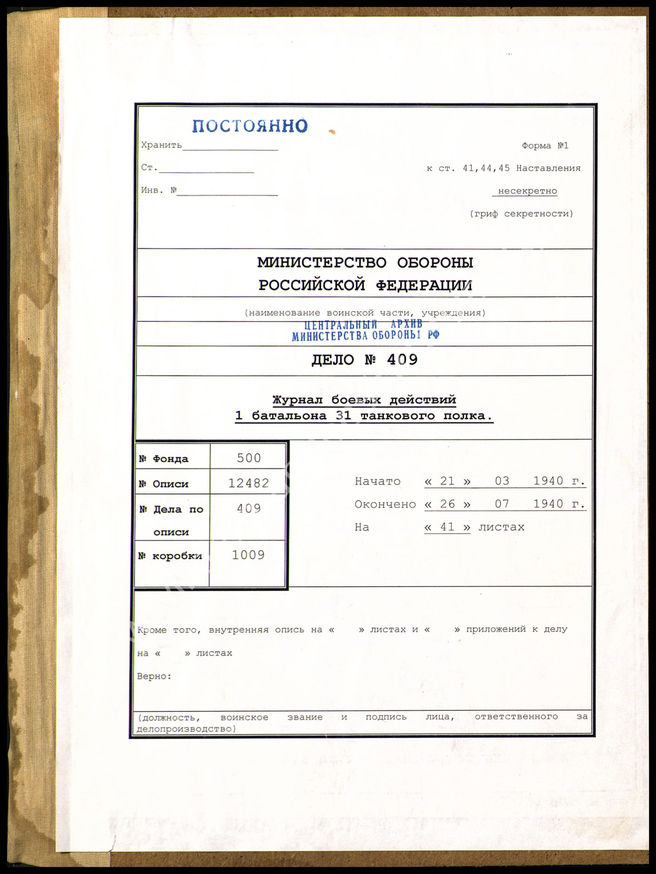 ПОСТОЯННО
Хранить
Форма №1
Ст.
к ст. 41,44,45 Наставления
Инв. №
несекретно
(гриф секретности)
МИНИСТЕРСТВО ОБОРОНЫ
РОССИЙСКОЙ ФЕДЕРАЦИИ
(наименование воинской части, учреждения)
ЦЕНТРАЛЬНЫЙ АРХИВ
МИНИСТЕРСТВА ОБОРОНЫ РФ
ДЕЛО № 409
Журнал боевых действий
1 батальона 31 танкового полка.
№ Фонда 500
№ Описи 12482
№ Дела по описи 409
№ коробки 1009
Начато « 21 » 03 1940 г.
Окончено « 26 » 07 1940 г.
На « 41 » листах
Кроме того, внутренняя опись на « » листах и « » приложений к делу
на « » листах
Верно:
(должность, воинское звание и подпись лица, ответственного за
делопроизводство)